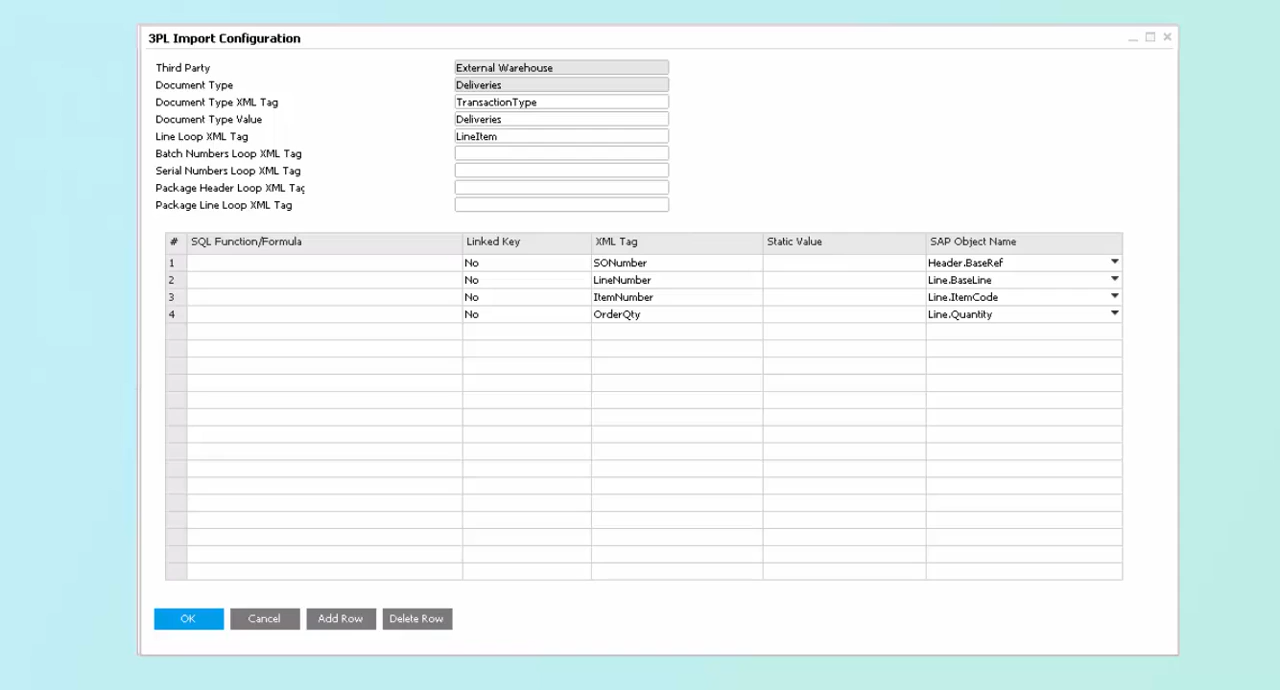 3PL Import Configuration
Third Party External Warehouse
Document Type Deliveries
Document Type XML Tag TransactionType
Document Type Value Deliveries
Line Loop XML Tag LineItem
Batch Numbers Loop XML Tag
Serial Numbers Loop XML Tag
Package Header Loop XML Tag
Package Line Loop XML Tag
# SQL Function/Formula Linked Key XML Tag Static Value SAP Object Name
1 No SONumber Header.BaseRef
2 No LineNumber Line.BaseLine
3 No ItemNumber Line.ItemCode
4 No OrderQty Line.Quantity
OK Cancel Add Row Delete Row